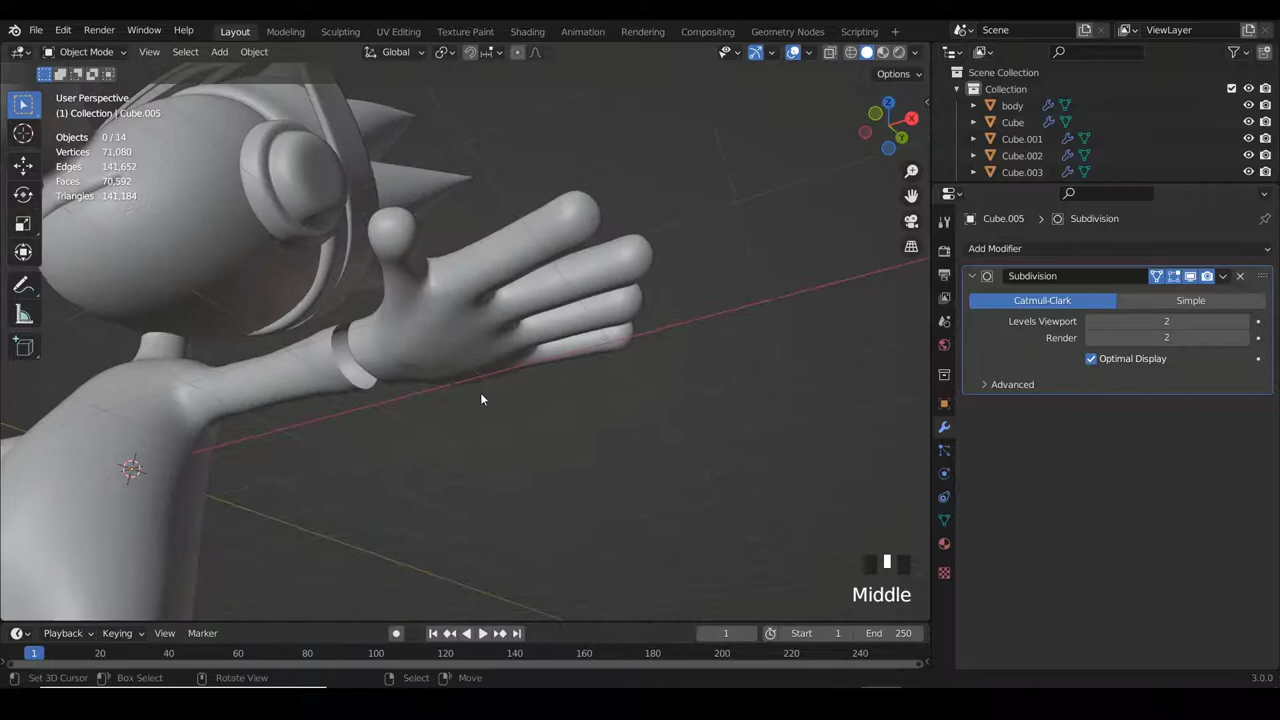 File Edit Render Window Help Layout Modeling Sculpting UV Editing Texture Paint Shading Animation Rendering Compositing Geometry Nodes Scripting Scene ViewLayer
Object Mode View Select Add Object Global
Options
User Perspective
(1) Collection | Cube.005
Objects 0 / 14
Vertices 71,080
Edges 141,652
Faces 70,592
Triangles 141,184
X
Y
Z
Scene Collection
Collection
body
Cube
Cube.001
Cube.002
Cube.003
Cube.005 Subdivision
Add Modifier
Subdivision
Catmull-Clark Simple
Levels Viewport 2
Render 2
Optimal Display
Advanced
Middle
Playback Keying View Marker 1 Start 1 End 250
1 20 40 60 80 100 120 140 160 180 200 220 240
Set 3D Cursor Box Select Rotate View Select Move 3.0.0